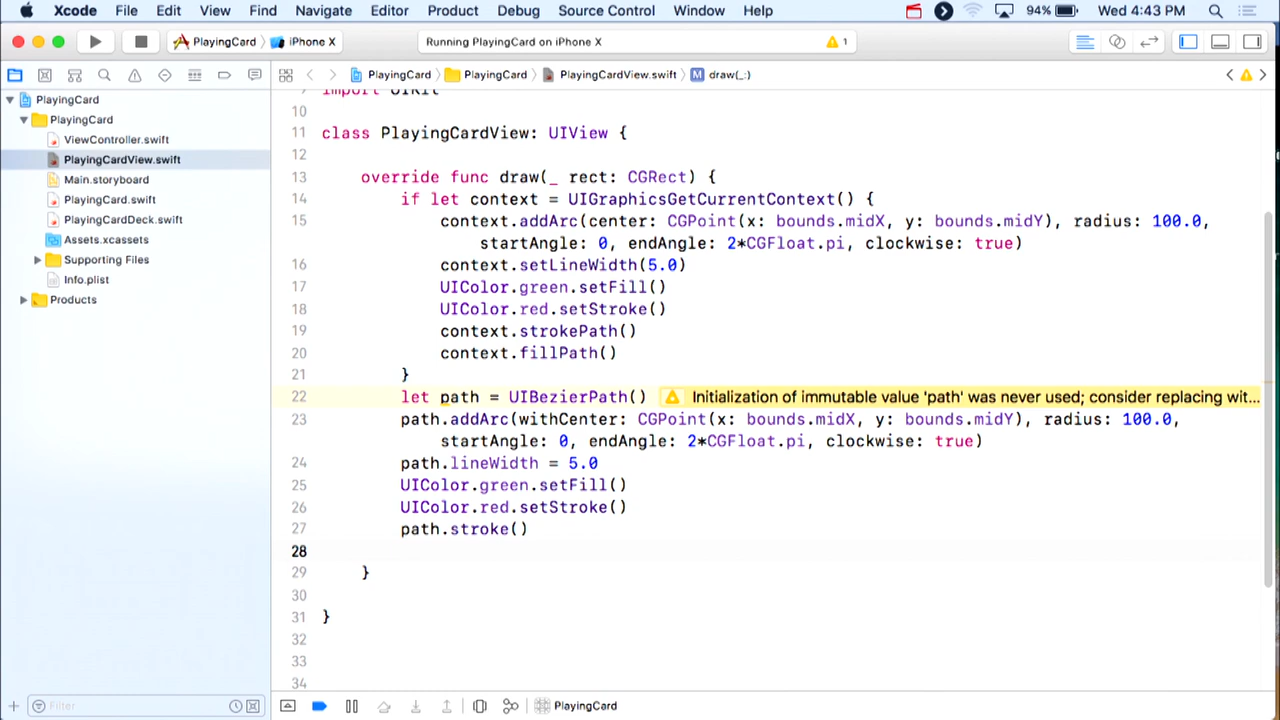 Xcode File Edit View Find Navigate Editor Product Debug Source Control Window Help 94% Wed 4:43 PM
PlayingCard iPhone X Running PlayingCard on iPhone X 1
PlayingCard PlayingCard PlayingCardView.swift M draw(_:)
PlayingCard
PlayingCard
ViewController.swift
PlayingCardView.swift
Main.storyboard
PlayingCard.swift
PlayingCardDeck.swift
Assets.xcassets
Supporting Files
Info.plist
Products
Filter
import UIKit
10
11 class PlayingCardView: UIView {
12
13 override func draw(_ rect: CGRect) {
14 if let context = UIGraphicsGetCurrentContext() {
15 context.addArc(center: CGPoint(x: bounds.midX, y: bounds.midY), radius: 100.0,
startAngle: 0, endAngle: 2*CGFloat.pi, clockwise: true)
16 context.setLineWidth(5.0)
17 UIColor.green.setFill()
18 UIColor.red.setStroke()
19 context.strokePath()
20 context.fillPath()
21 }
22 let path = UIBezierPath() Initialization of immutable value 'path' was never used; consider replacing wit...
23 path.addArc(withCenter: CGPoint(x: bounds.midX, y: bounds.midY), radius: 100.0,
startAngle: 0, endAngle: 2*CGFloat.pi, clockwise: true)
24 path.lineWidth = 5.0
25 UIColor.green.setFill()
26 UIColor.red.setStroke()
27 path.stroke()
28
29 }
30
31 }
32
33
34
PlayingCard